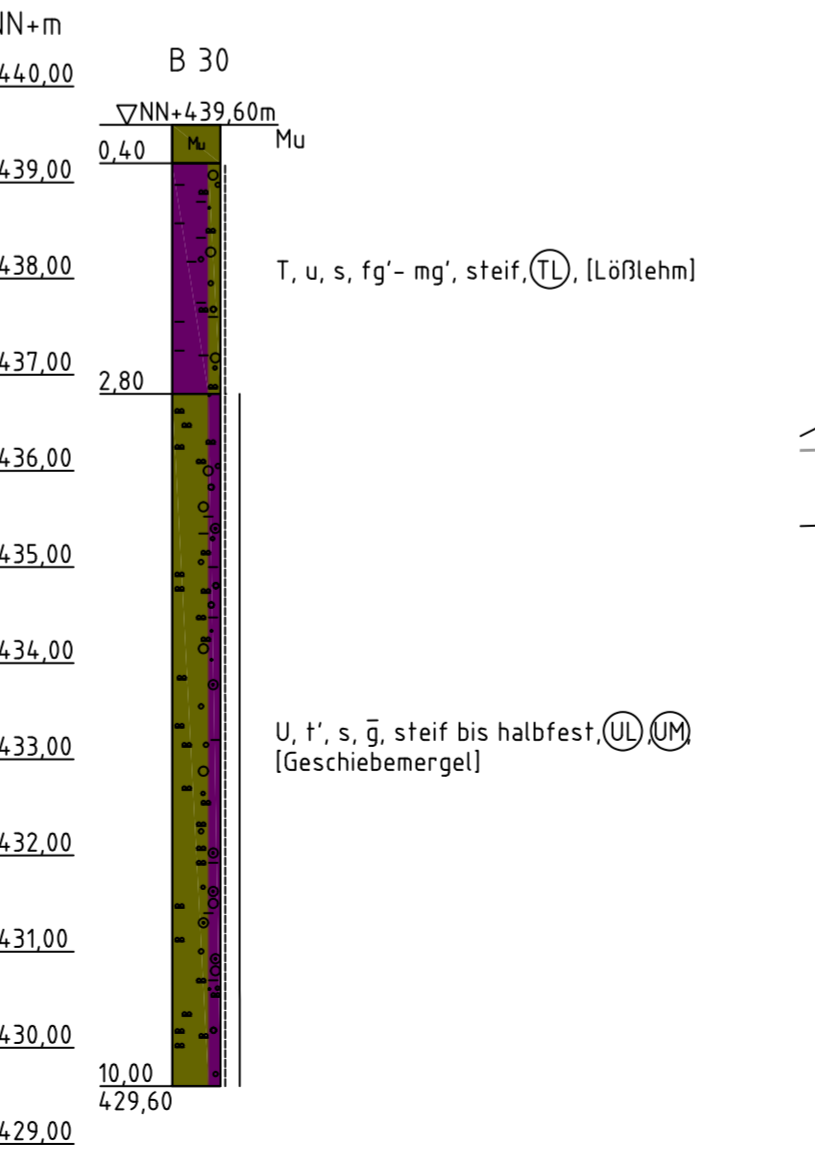 NN+m
B 30
440,00
NN+439,60m
Mu
Mu
0,40
439,00
438,00
T, u, s, fg'- mg', steif, TL, [Lößlehm]
437,00
2,80
436,00
435,00
434,00
433,00
U, t', s, g̅, steif bis halbfest, UL, UM,
[Geschiebemergel]
432,00
431,00
430,00
10,00
429,60
429,00